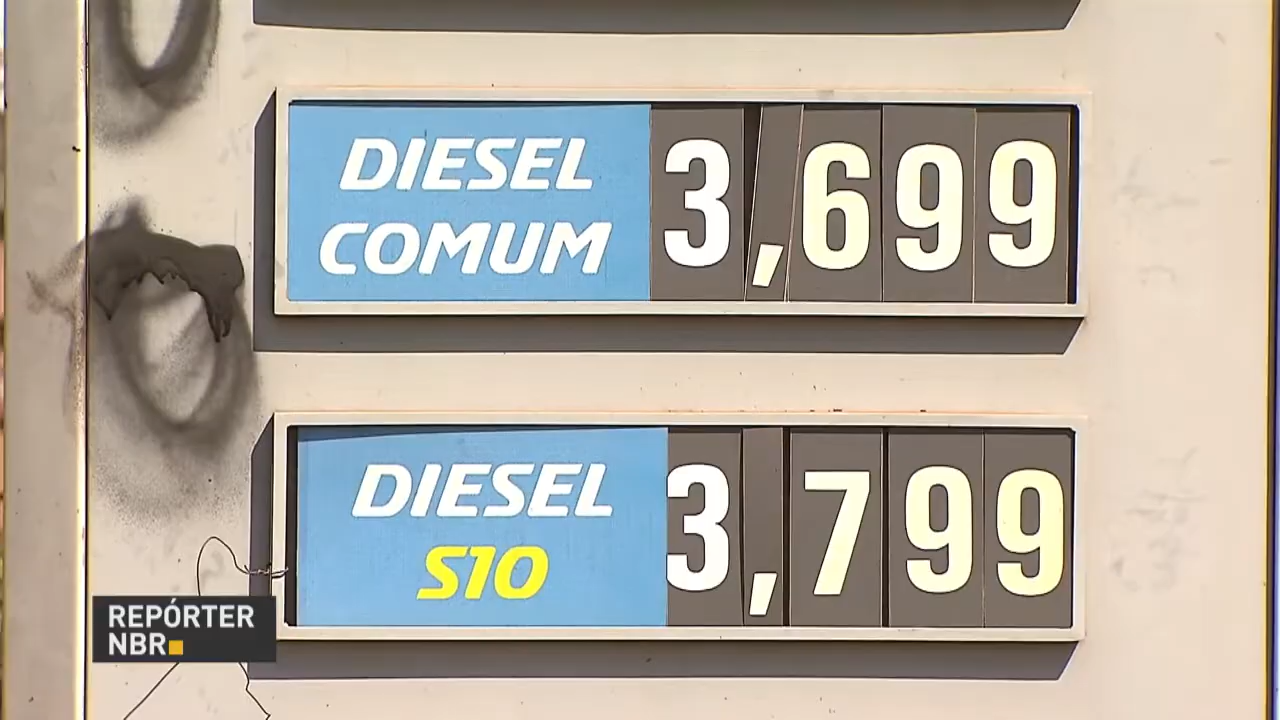 DIESEL
COMUM
3,699
DIESEL
S10
3,799
REPÓRTER
NBR